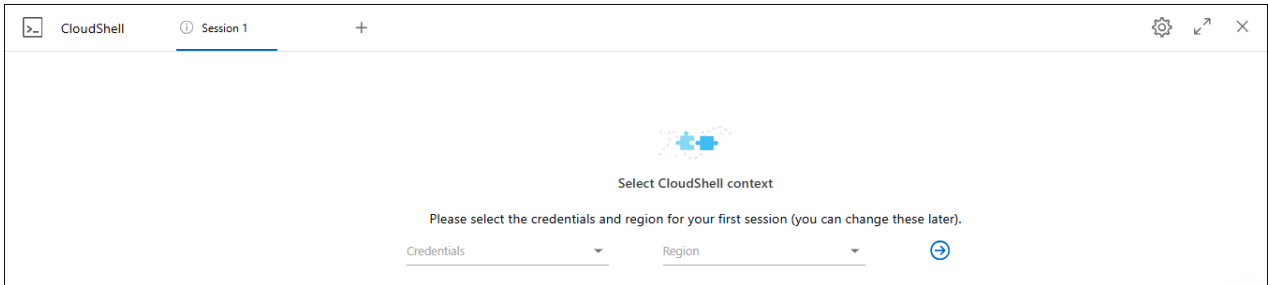 CloudShell
Session 1
Select CloudShell context
Please select the credentials and region for your first session (you can change these later).
Credentials
Region